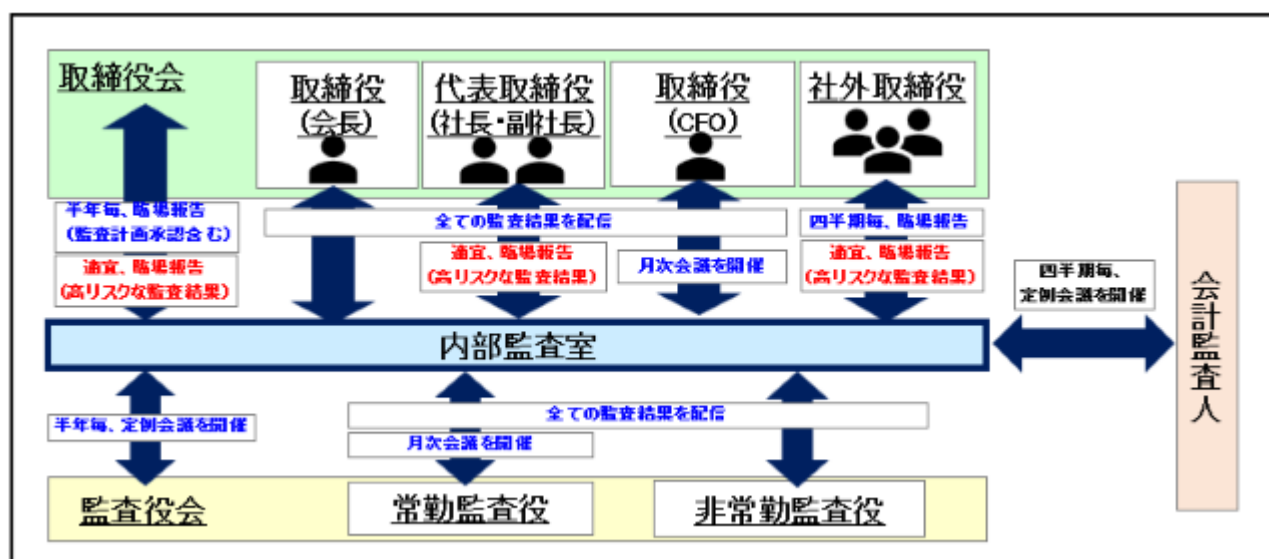 取締役会
取締役
(会長)
代表取締役
(社長・副社長)
取締役
(CFO)
社外取締役
半年毎、臨場報告
(監査計画承認含む)
適宜、臨場報告
(高リスクな監査結果)
全ての監査結果を配信
適宜、臨場報告
(高リスクな監査結果)
月次会議を開催
四半期毎、臨場報告
適宜、臨場報告
(高リスクな監査結果)
四半期毎、
定例会議を開催
会計監査人
内部監査室
半年毎、定例会議を開催
全ての監査結果を配信
月次会議を開催
監査役会
常勤監査役
非常勤監査役